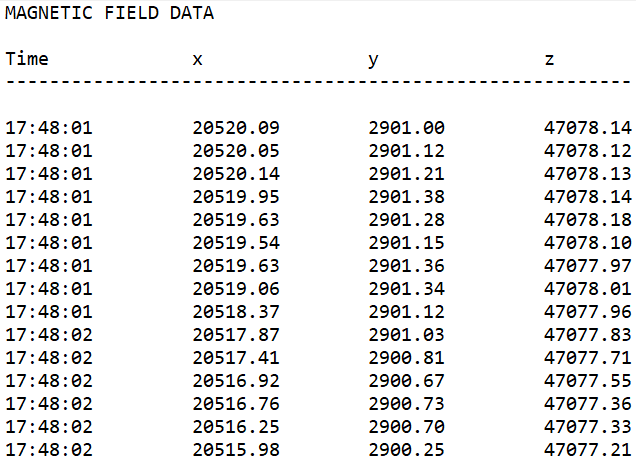 MAGNETIC FIELD DATA
Time x y z
---------------------------------------------------------
17:48:01 20520.09 2901.00 47078.14
17:48:01 20520.05 2901.12 47078.12
17:48:01 20520.14 2901.21 47078.13
17:48:01 20519.95 2901.38 47078.14
17:48:01 20519.63 2901.28 47078.18
17:48:01 20519.54 2901.15 47078.10
17:48:01 20519.63 2901.36 47077.97
17:48:01 20519.06 2901.34 47078.01
17:48:01 20518.37 2901.12 47077.96
17:48:02 20517.87 2901.03 47077.83
17:48:02 20517.41 2900.81 47077.71
17:48:02 20516.92 2900.67 47077.55
17:48:02 20516.76 2900.73 47077.36
17:48:02 20516.25 2900.70 47077.33
17:48:02 20515.98 2900.25 47077.21